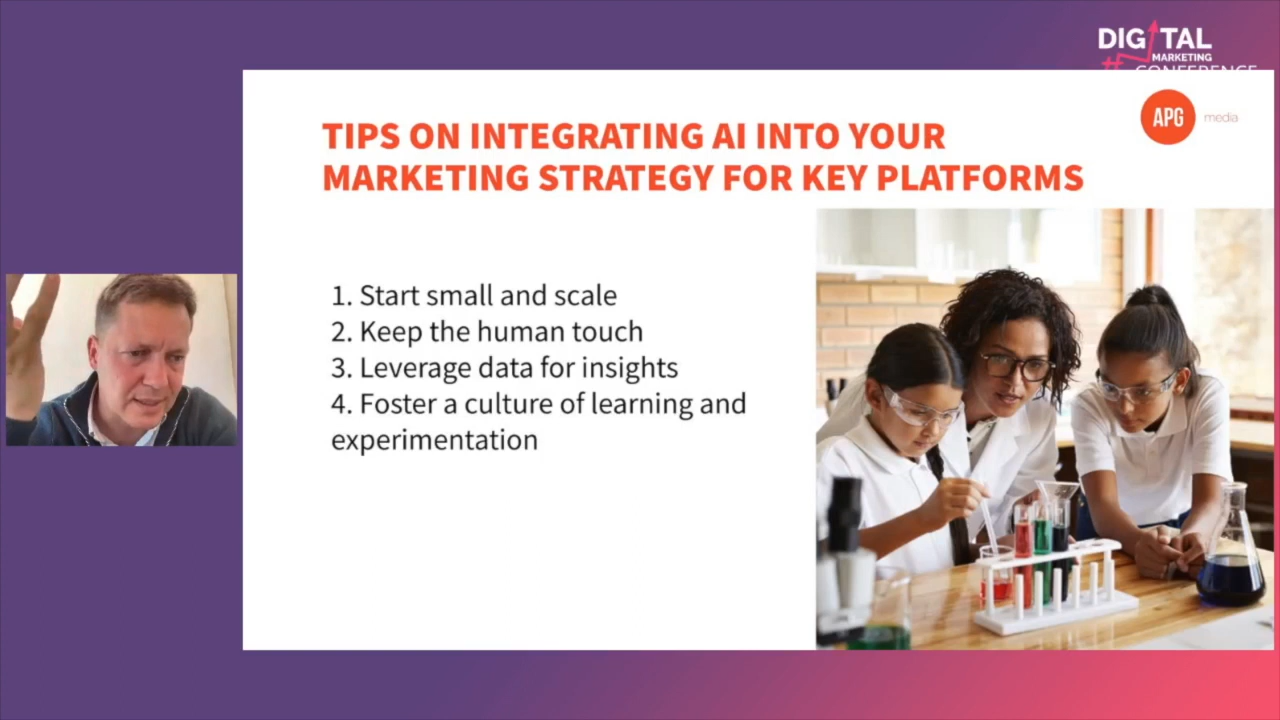 DIGITAL
MARKETING
#CONFERENCE
APG media
TIPS ON INTEGRATING AI INTO YOUR
MARKETING STRATEGY FOR KEY PLATFORMS
1. Start small and scale
2. Keep the human touch
3. Leverage data for insights
4. Foster a culture of learning and
experimentation